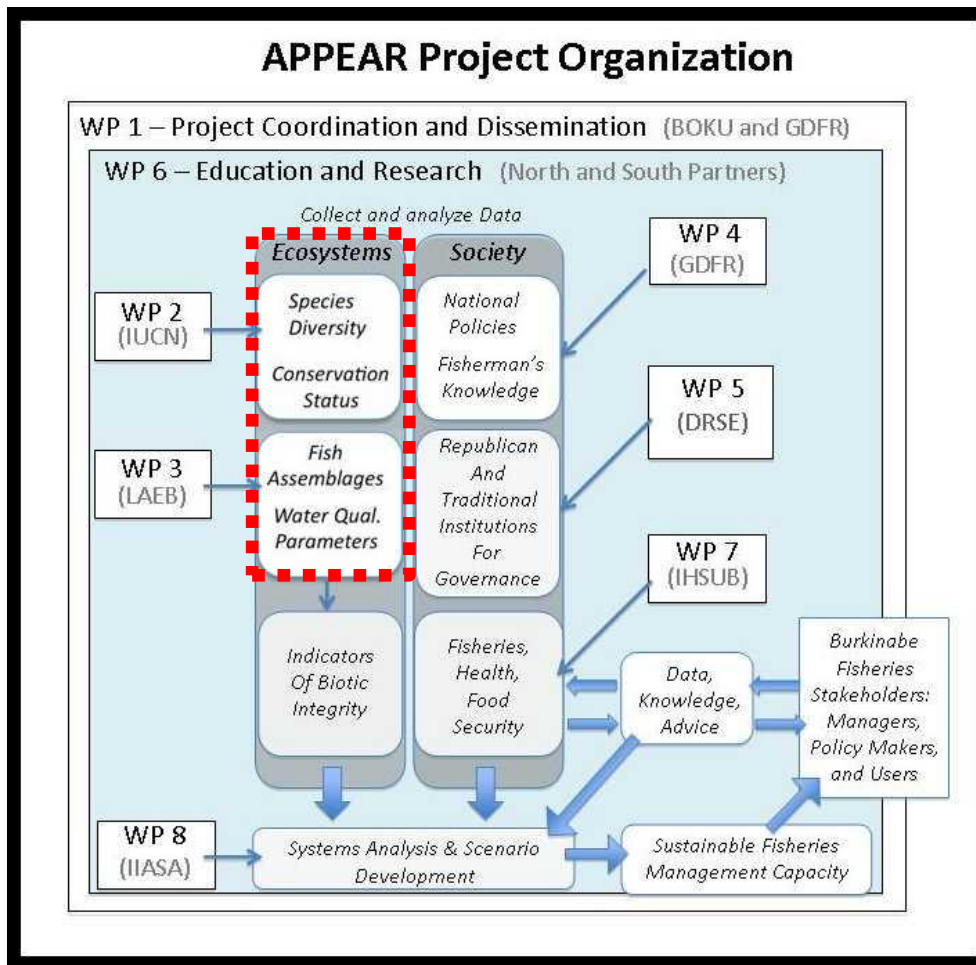 APPEAR Project Organization
WP 1 – Project Coordination and Dissemination (BOKU and GDFR)
WP 6 – Education and Research (North and South Partners)
Collect and analyze Data
Ecosystems
Society
WP 2
(IUCN)
Species
Diversity
Conservation
Status
National
Policies
Fisherman's
Knowledge
WP 4
(GDFR)
WP 3
(LAEB)
Fish
Assemblages
Water Qual.
Parameters
Republican
And
Traditional
Institutions
For
Governance
WP 5
(DRSE)
WP 7
(IHSUB)
Indicators
Of Biotic
Integrity
Fisheries,
Health,
Food
Security
Data,
Knowledge,
Advice
Burkinabe
Fisheries
Stakeholders:
Managers,
Policy Makers,
and Users
WP 8
(IIASA)
Systems Analysis & Scenario
Development
Sustainable Fisheries
Management Capacity